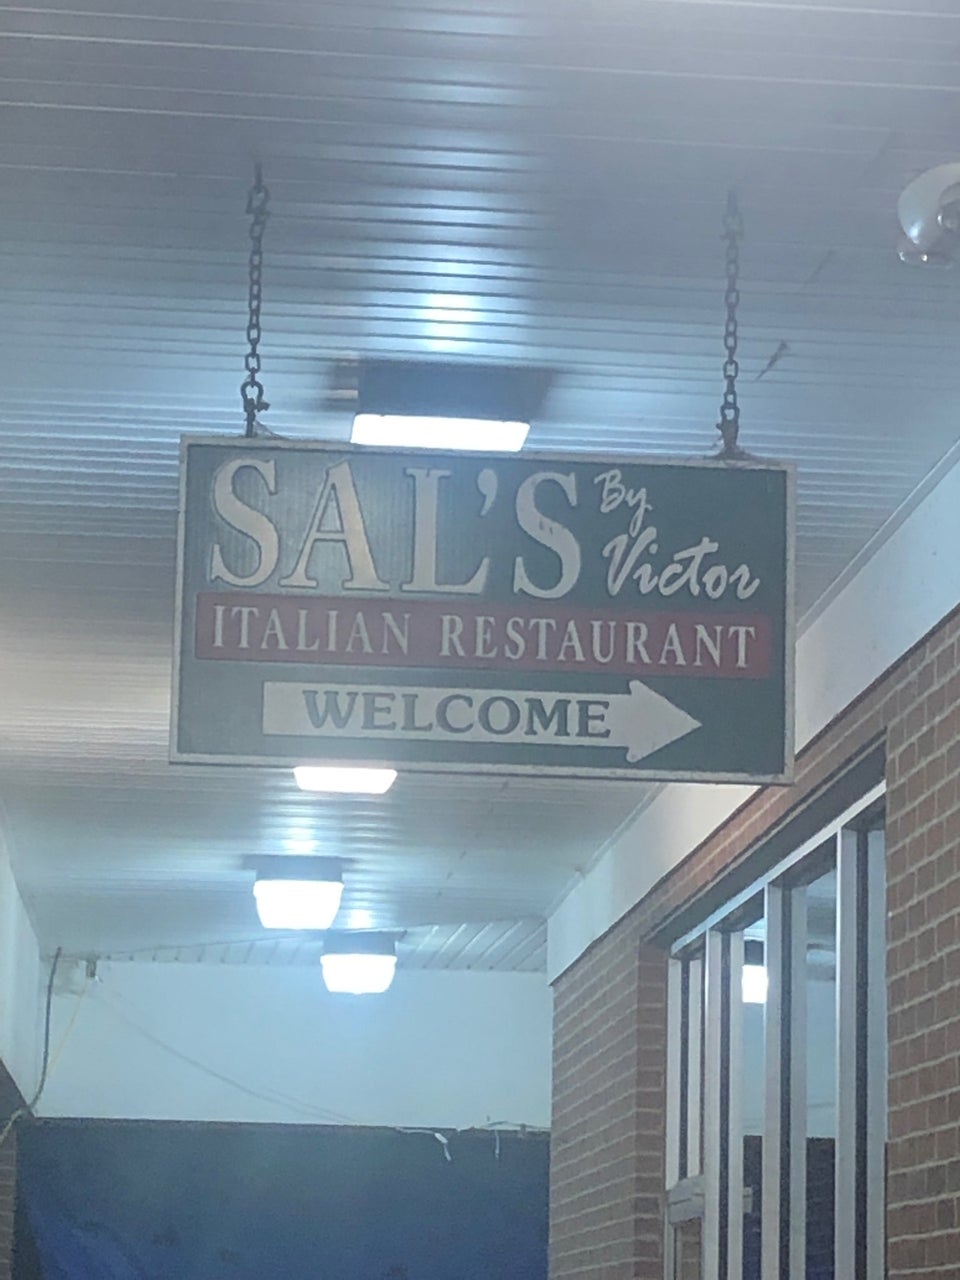 SAL'S By
Victor
ITALIAN RESTAURANT
WELCOME